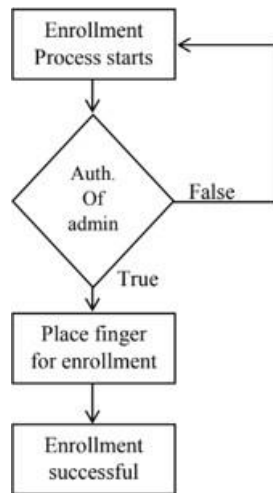 Enrollment
Process starts
Auth.
Of
admin
False
True
Place finger
for enrollment
Enrollment
successful